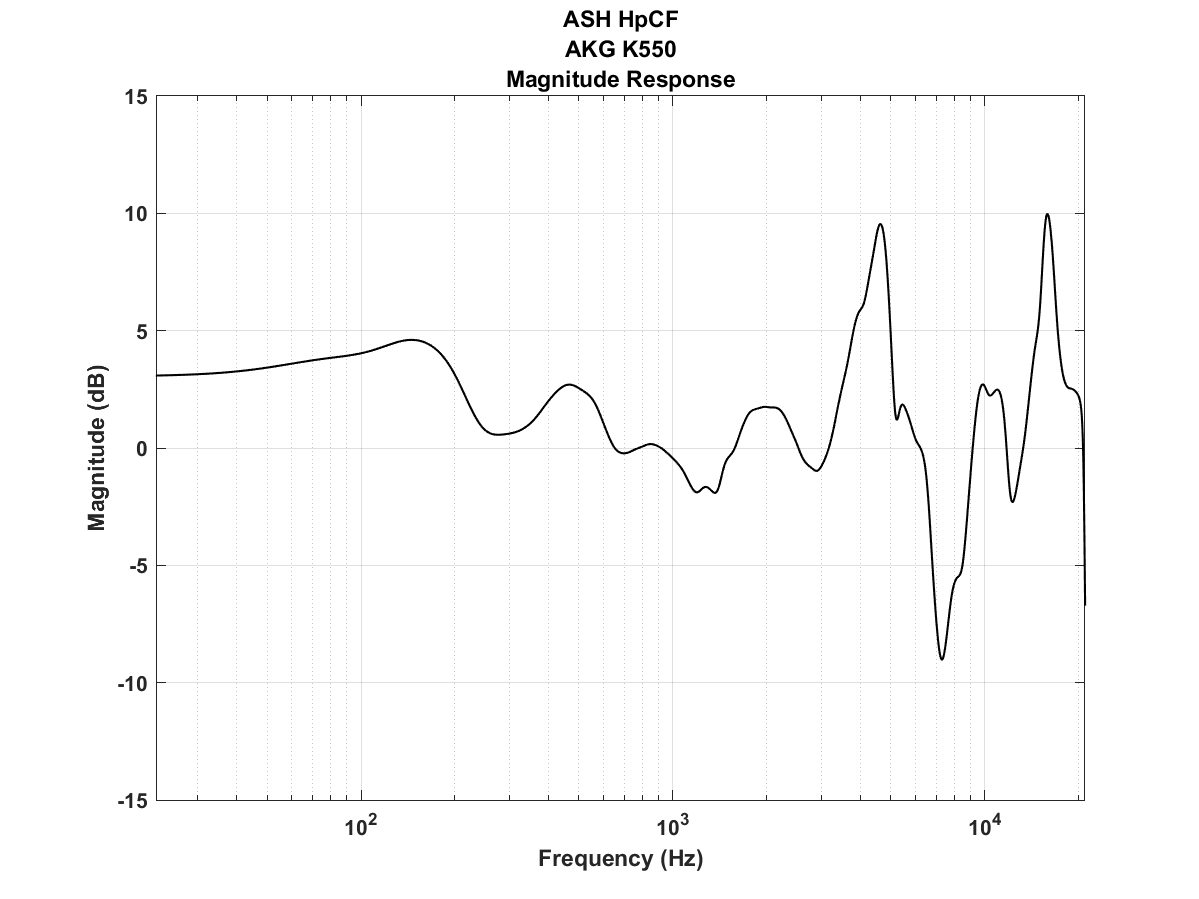 ASH HpCF
AKG K550
Magnitude Response
15
10
5
0
-5
-10
-15
Magnitude (dB)
10² 10³ 10⁴
Frequency (Hz)